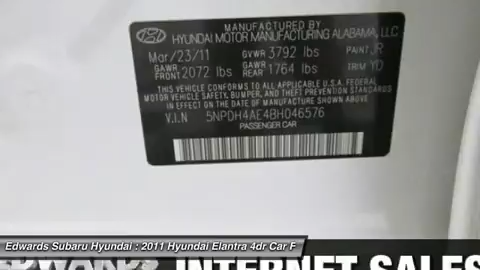 MANUFACTURED BY
HYUNDAI MOTOR MANUFACTURING ALABAMA, LLC
Mar/23/11 GVWR 3792 lbs PAINT JR
GAWR FRONT 2072 lbs GAWR REAR 1764 lbs TRIM YD
THIS VEHICLE CONFORMS TO ALL APPLICABLE U.S.A. FEDERAL
MOTOR VEHICLE SAFETY, BUMPER, AND THEFT PREVENTION STANDARDS
IN EFFECT ON THE DATE OF MANUFACTURE SHOWN ABOVE.
V.I.N 5NPDH4AE4BH046576
PASSENGER CAR
Edwards Subaru Hyundai : 2011 Hyundai Elantra 4dr Car F
EDWARDS INTERNET SALES